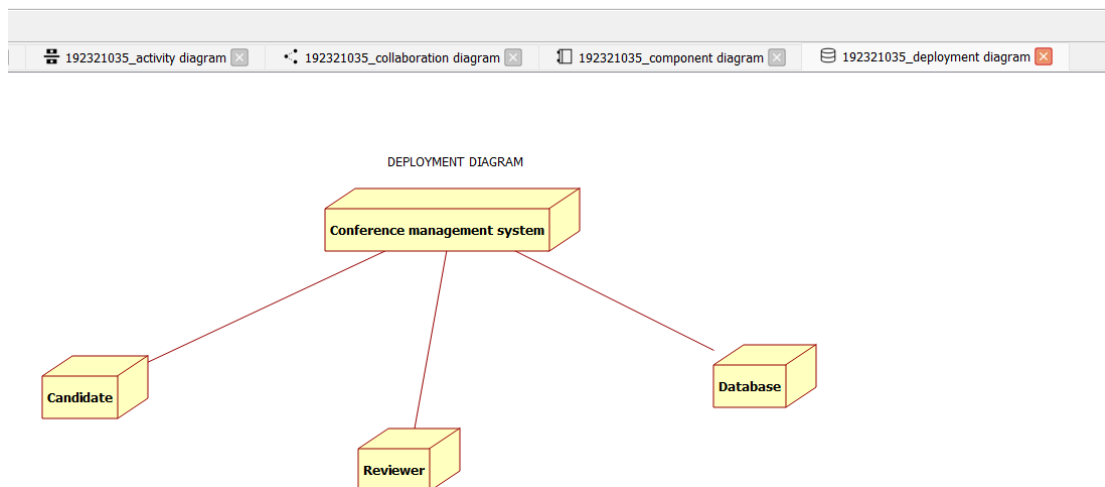 192321035_activity diagram
192321035_collaboration diagram
192321035_component diagram
192321035_deployment diagram
DEPLOYMENT DIAGRAM
Conference management system
Candidate
Database
Reviewer